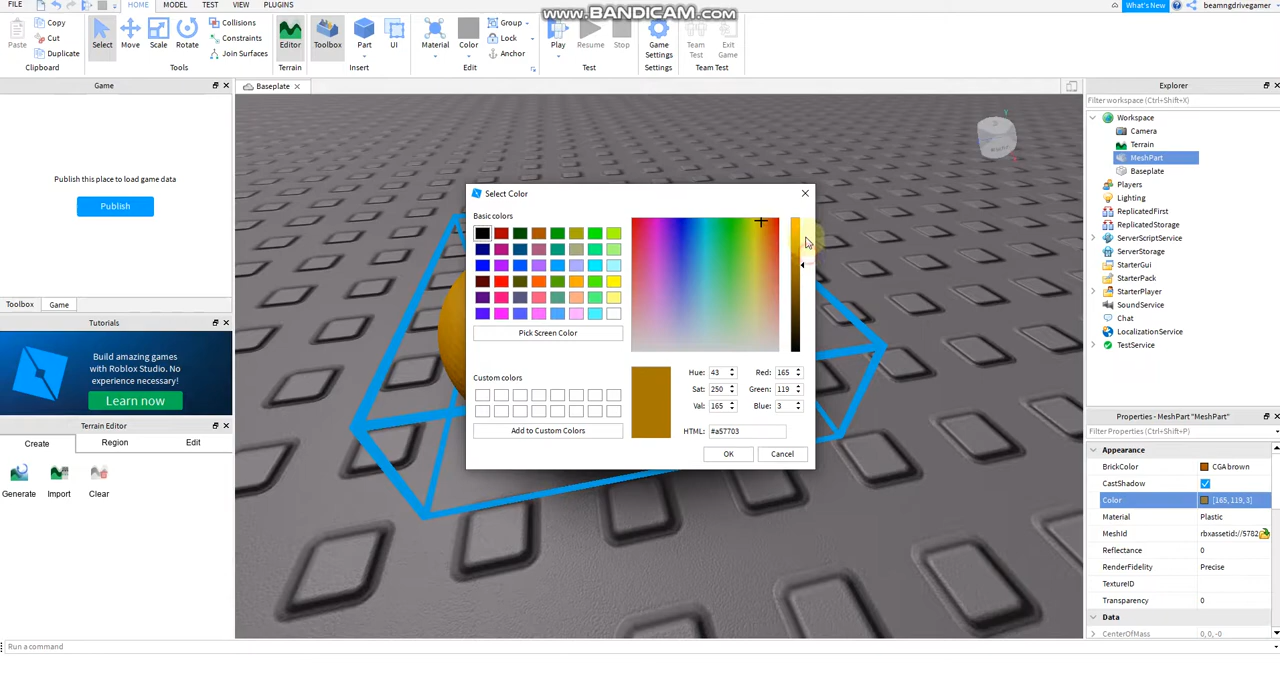 FILE HOME MODEL TEST VIEW PLUGINS What's New beamngdrivegamer
www.BANDICAM.com
Copy Collisions Group
Paste Cut Select Move Scale Rotate Constraints Editor Toolbox Part UI Material Color Lock Play Resume Stop Game Settings Team Test Exit Game
Duplicate Join Surfaces Anchor
Clipboard Tools Terrain Insert Edit Test Settings Team Test
Game
Baseplate
Explorer
Filter workspace (Ctrl+Shift+X)
Workspace
Camera
Terrain
MeshPart
Baseplate
Players
Lighting
ReplicatedFirst
ReplicatedStorage
ServerScriptService
ServerStorage
StarterGui
StarterPack
StarterPlayer
SoundService
Chat
LocalizationService
TestService
Publish this place to load game data
Publish
Toolbox Game
Tutorials
Build amazing games
with Roblox Studio. No
experience necessary!
Learn now
Terrain Editor
Create Region Edit
Generate Import Clear
Select Color
Basic colors
Pick Screen Color
Custom colors
Add to Custom Colors
Hue: 43 Red: 165
Sat: 250 Green: 119
Val: 165 Blue: 3
HTML: #a57703
OK Cancel
Properties - MeshPart "MeshPart"
Filter Properties (Ctrl+Shift+P)
Appearance
BrickColor CGA brown
CastShadow
Color [165, 119, 3]
Material Plastic
MeshId rbxassetid://5782
Reflectance 0
RenderFidelity Precise
TextureID
Transparency 0
Data
CenterOfMass 0, 0, -0
Run a command